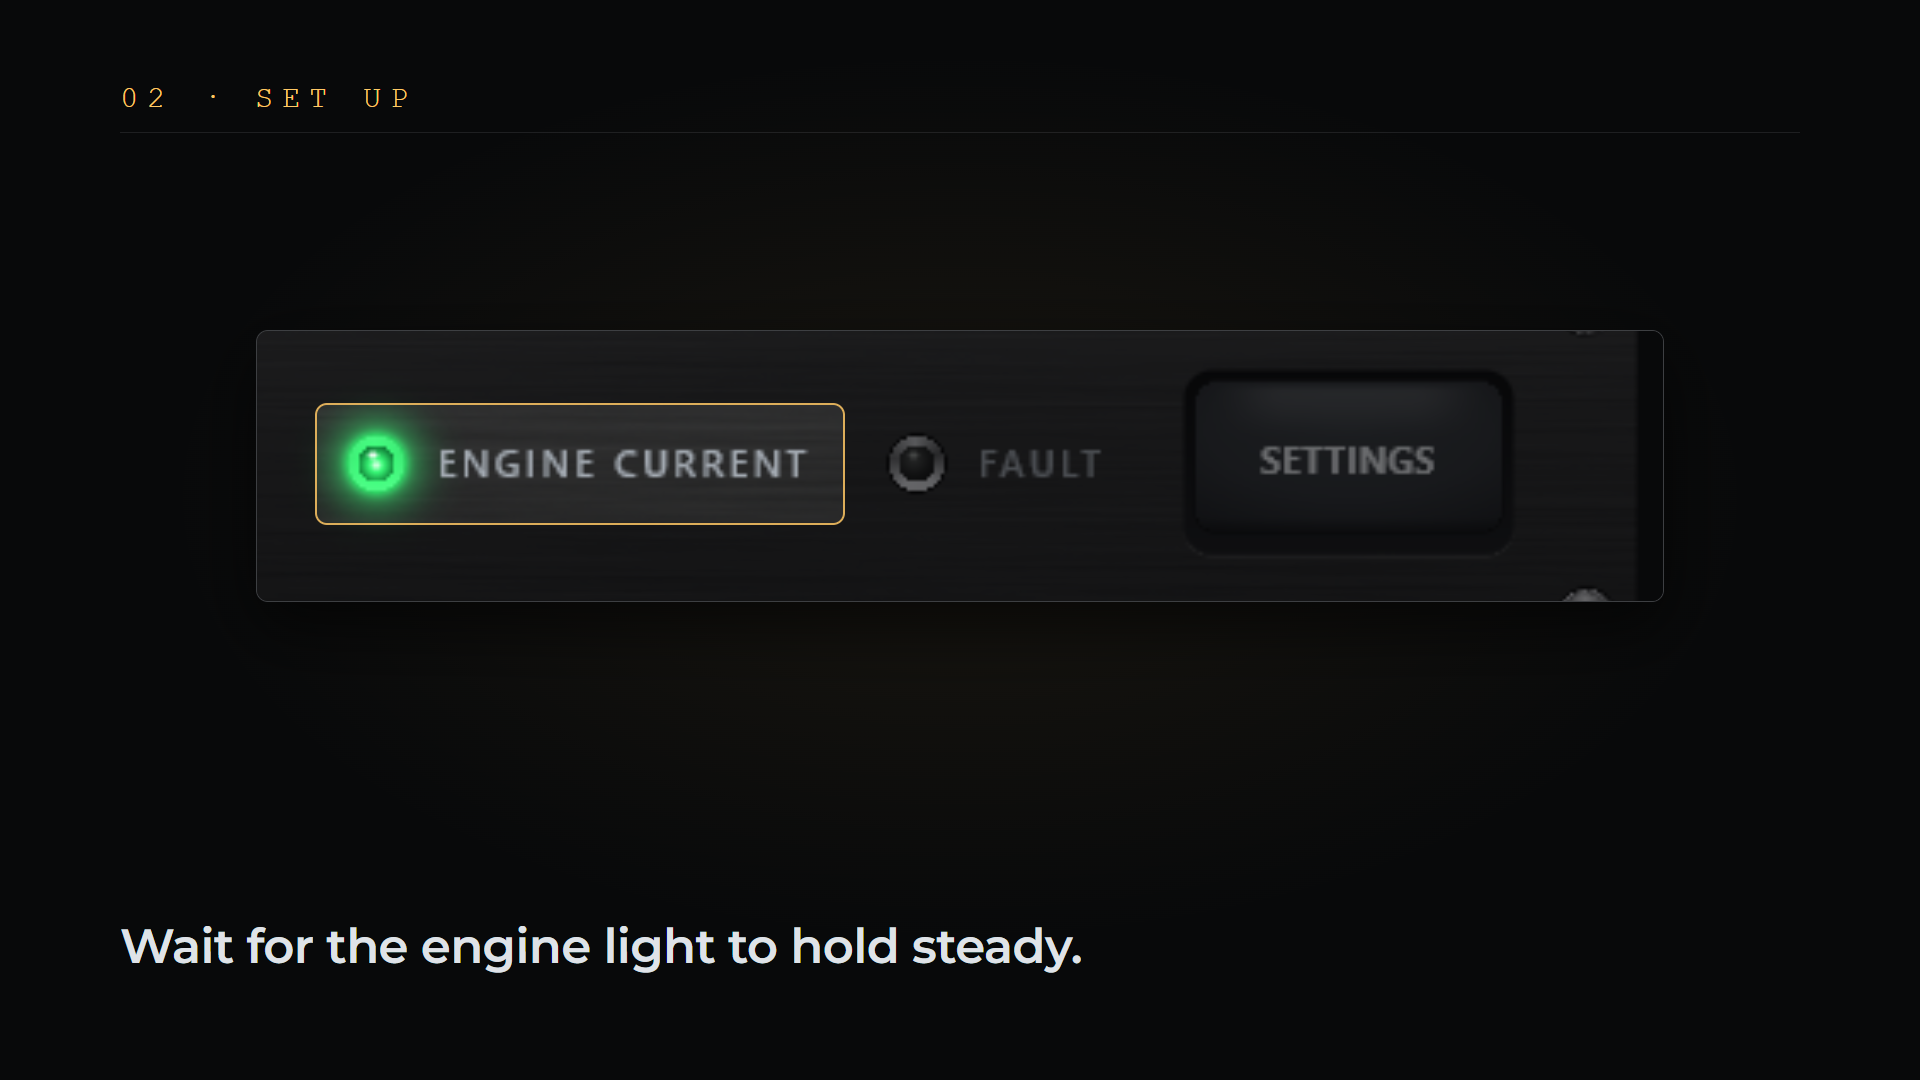 02 · SET UP
ENGINE CURRENT
FAULT
SETTINGS
Wait for the engine light to hold steady.